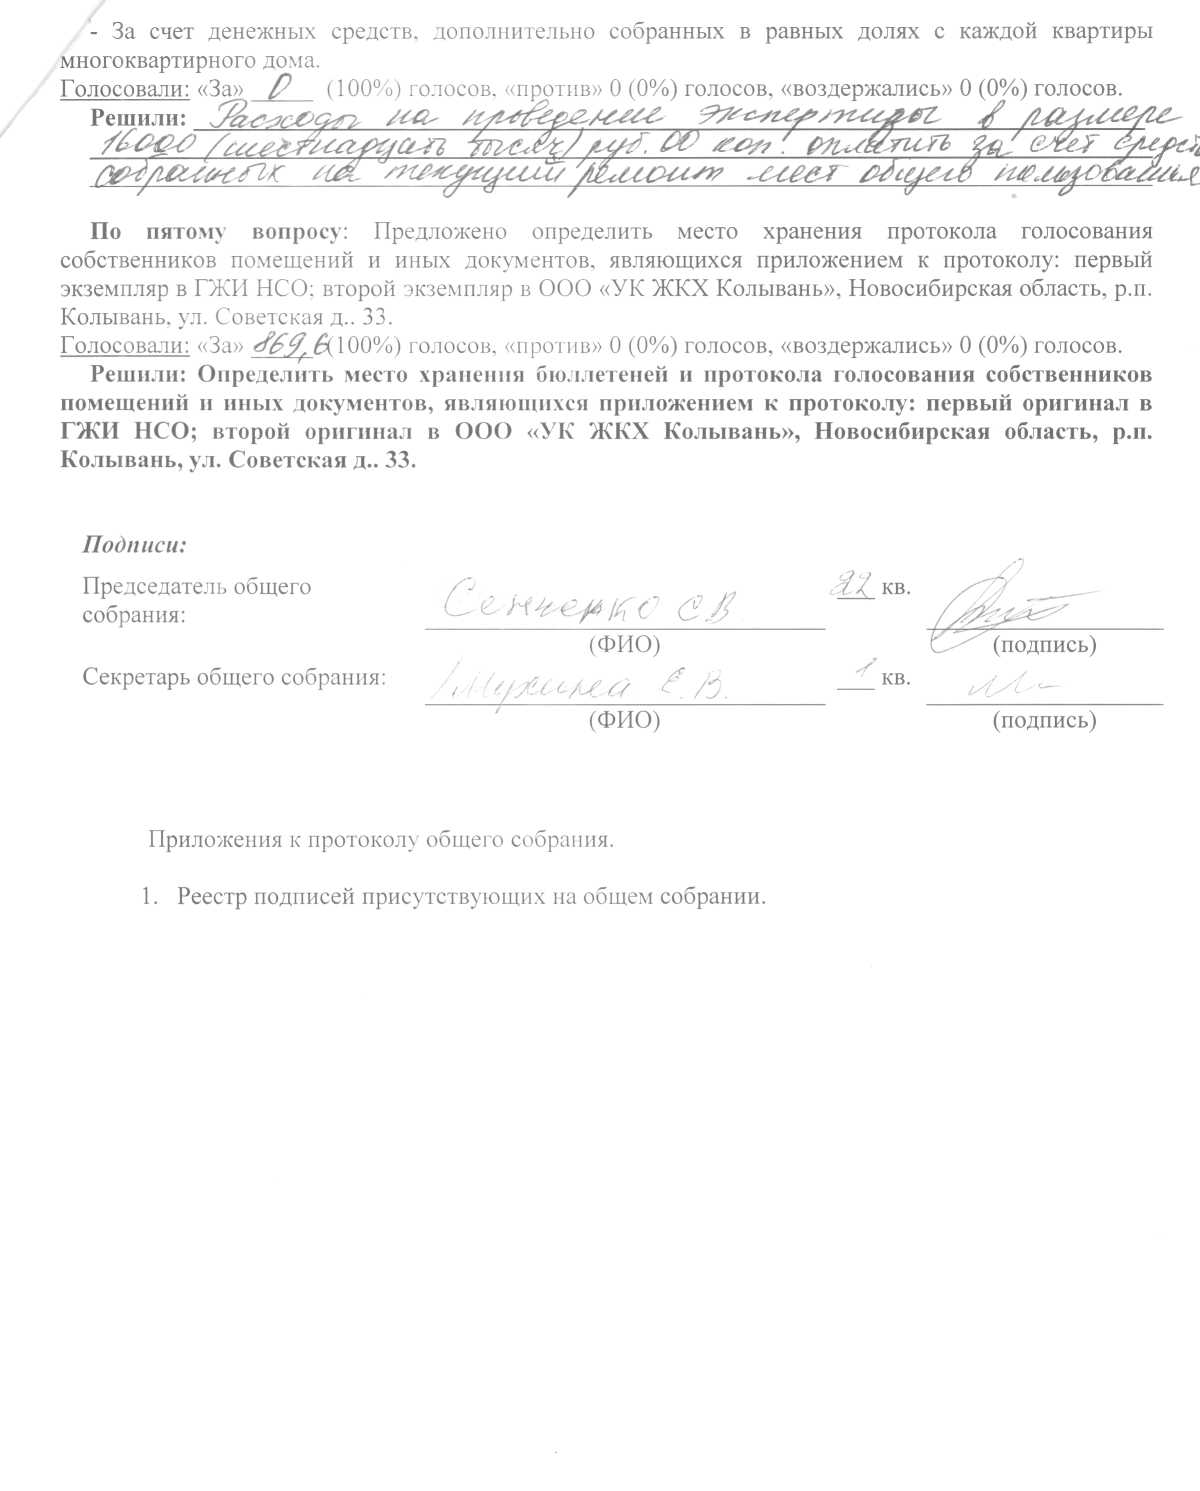 - За счет денежных средств, дополнительно собранных в равных долях с каждой квартиры
многоквартирного дома.
Голосовали: «За» 0 (100%) голосов, «против» 0 (0%) голосов, «воздержались» 0 (0%) голосов.
Решили: Расходы на проведение экспертизы в размере
16000 (шестнадцать тысяч) руб. 00 коп. оплатить за счет средств
собранных на текущий ремонт мест общего пользования
По пятому вопросу: Предложено определить место хранения протокола голосования
собственников помещений и иных документов, являющихся приложением к протоколу: первый
экземпляр в ГЖИ НСО; второй экземпляр в ООО «УК ЖКХ Колывань», Новосибирская область, р.п.
Колывань, ул. Советская д.. 33.
Голосовали: «За» 869,6 (100%) голосов, «против» 0 (0%) голосов, «воздержались» 0 (0%) голосов.
Решили: Определить место хранения бюллетеней и протокола голосования собственников
помещений и иных документов, являющихся приложением к протоколу: первый оригинал в
ГЖИ НСО; второй оригинал в ООО «УК ЖКХ Колывань», Новосибирская область, р.п.
Колывань, ул. Советская д.. 33.
Подписи:
Председатель общего
собрания: Сенченко С В 22 кв.
(ФИО) (подпись)
Секретарь общего собрания: Мухина Е.В. 1 кв.
(ФИО) (подпись)
Приложения к протоколу общего собрания.
1. Реестр подписей присутствующих на общем собрании.